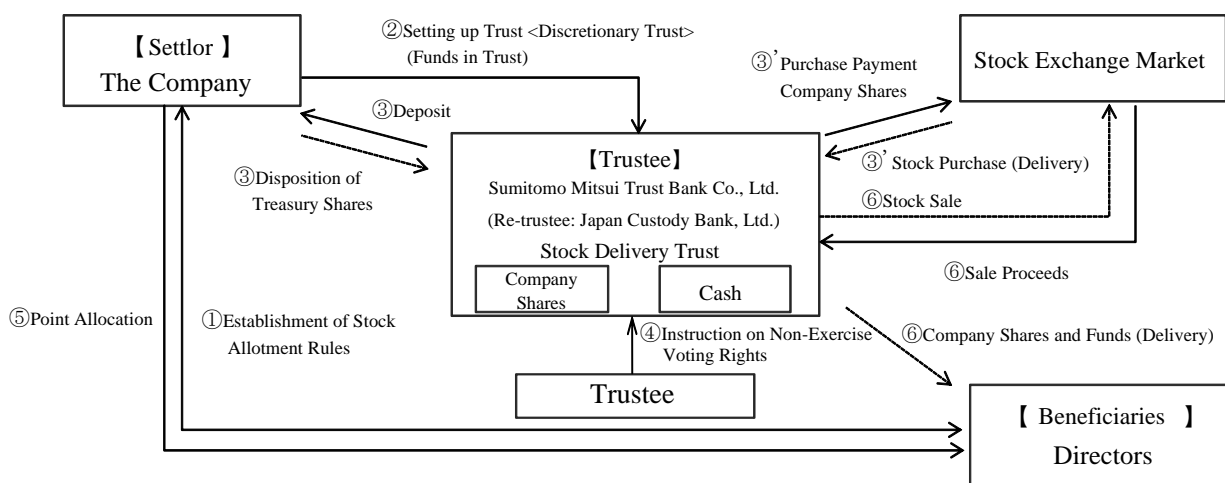 【 Settlor 】
The Company
②Setting up Trust <Discretionary Trust>
(Funds in Trust)
③Deposit
③Disposition of
Treasury Shares
③’Purchase Payment
Company Shares
Stock Exchange Market
③’ Stock Purchase (Delivery)
⑥Stock Sale
⑥Sale Proceeds
【Trustee】
Sumitomo Mitsui Trust Bank Co., Ltd.
(Re-trustee: Japan Custody Bank, Ltd.)
Stock Delivery Trust
Company
Shares
Cash
⑤Point Allocation
①Establishment of Stock
Allotment Rules
④Instruction on Non-Exercise
Voting Rights
Trustee
⑥Company Shares and Funds (Delivery)
【 Beneficiaries 】
Directors